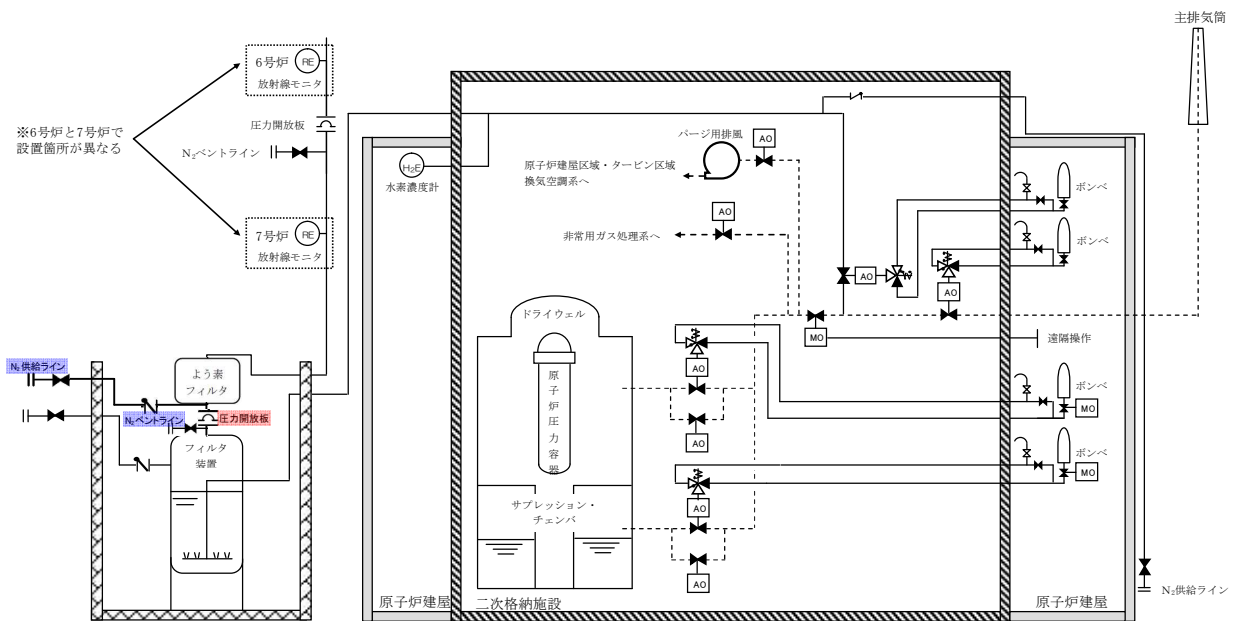 主排気筒
6号炉
RE
放射線モニタ
圧力開放板
※6号炉と7号炉で
設置箇所が異なる
N₂ベントライン
7号炉
RE
放射線モニタ
H₂E
水素濃度計
パージ用排風
AO
原子炉建屋区域・タービン区域
換気空調系へ
AO
非常用ガス処理系へ
ボンベ
ボンベ
AO
AO
MO
遠隔操作
ドライウェル
原子炉圧力容器
AO
AO
ボンベ
MO
ボンベ
MO
AO
AO
サプレッション・
チェンバ
N₂供給ライン
よう素
フィルタ
N₂ベントライン
圧力開放板
フィルタ
装置
原子炉建屋
二次格納施設
原子炉建屋
N₂供給ライン